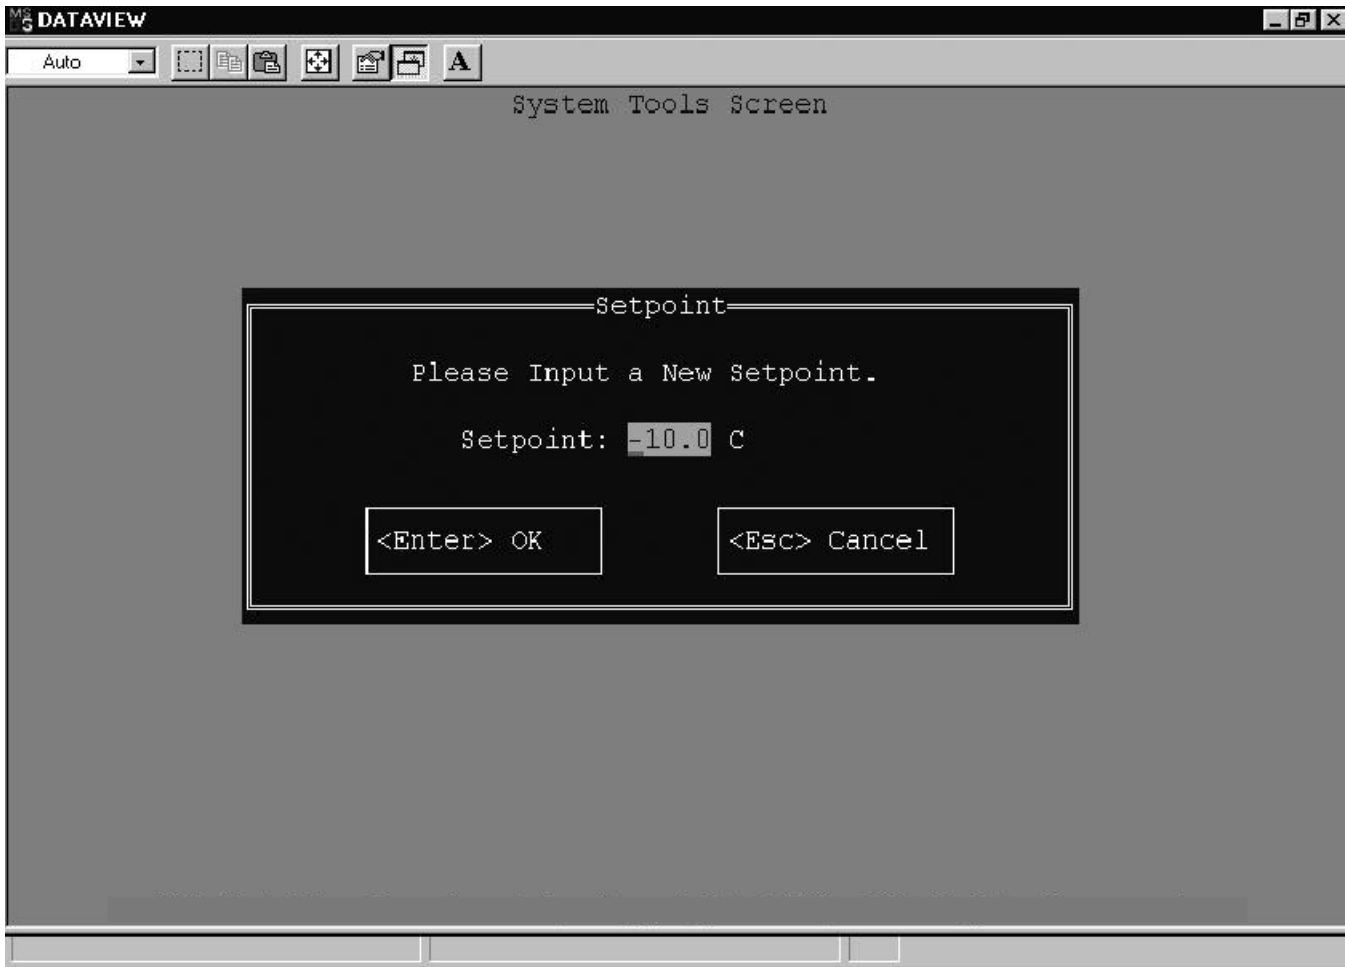 DATAVIEW
Auto
A
System Tools Screen
Setpoint
Please Input a New Setpoint.
Setpoint: -10.0 C
<Enter> OK
<Esc> Cancel